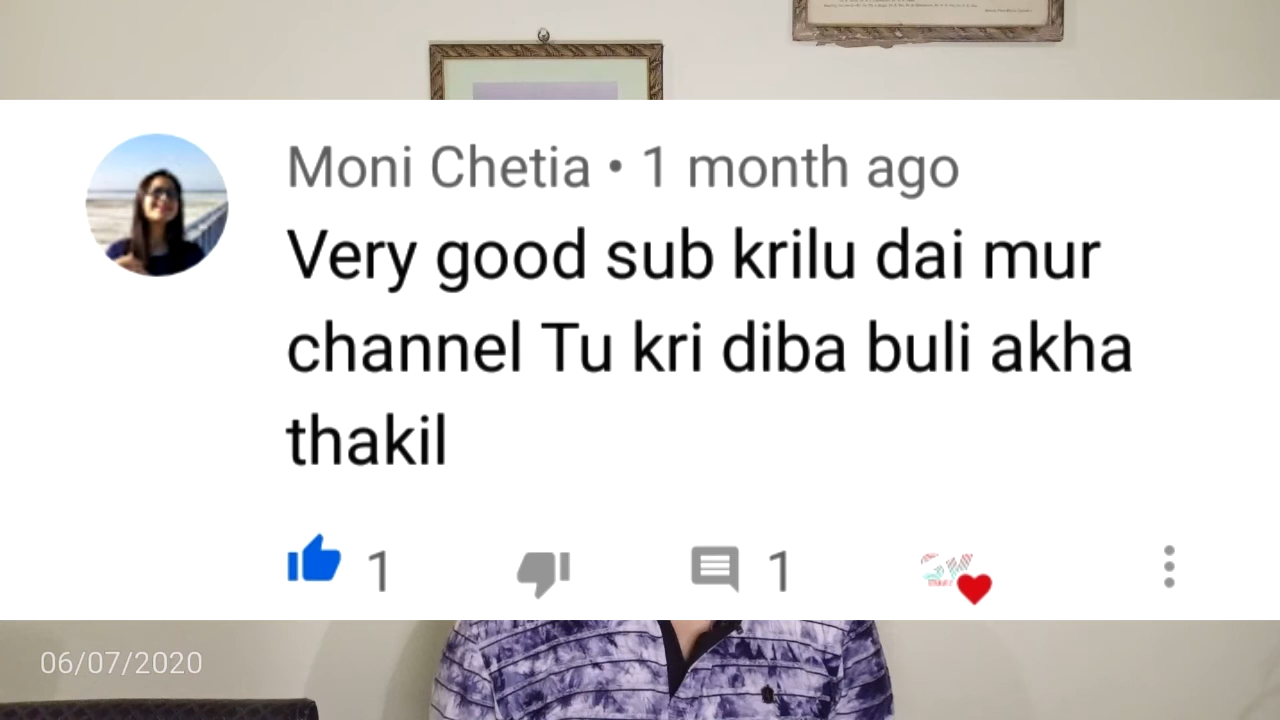 Moni Chetia • 1 month ago
Very good sub krilu dai mur
channel Tu kri diba buli akha
thakil
1
1
06/07/2020